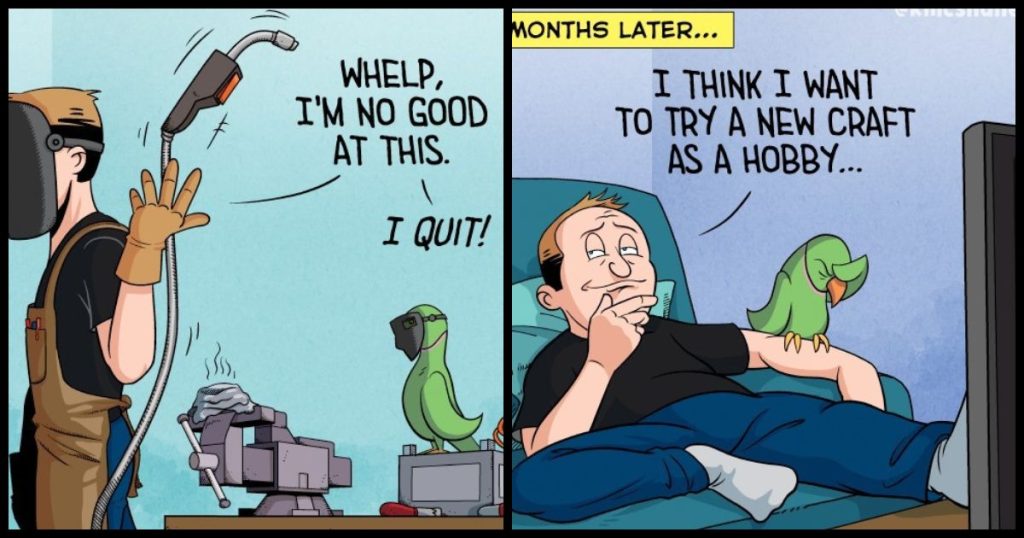 WHELP,
I'M NO GOOD
AT THIS.
I QUIT!
MONTHS LATER...
I THINK I WANT
TO TRY A NEW CRAFT
AS A HOBBY...